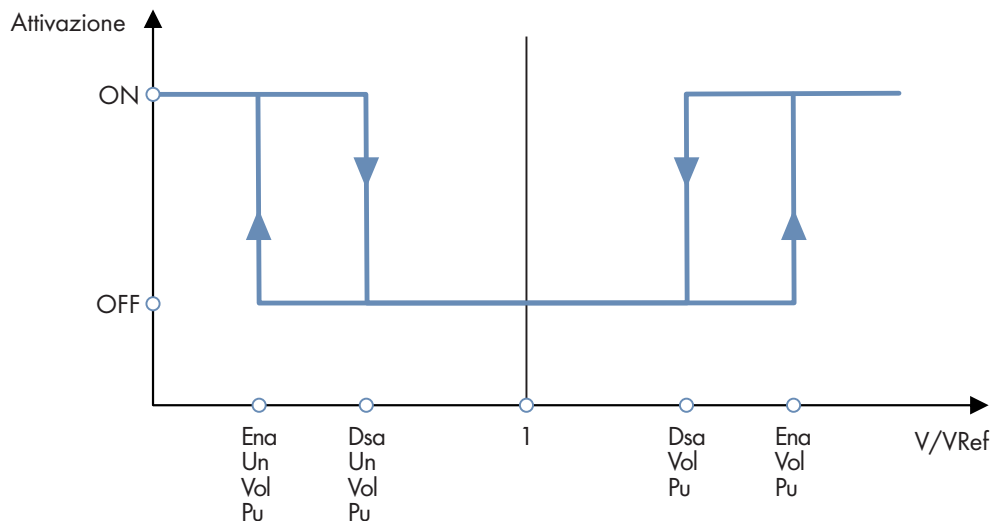 Attivazione
ON
OFF
Ena
Un
Vol
Pu
Dsa
Un
Vol
Pu
1
Dsa
Vol
Pu
Ena
Vol
Pu
V/VRef